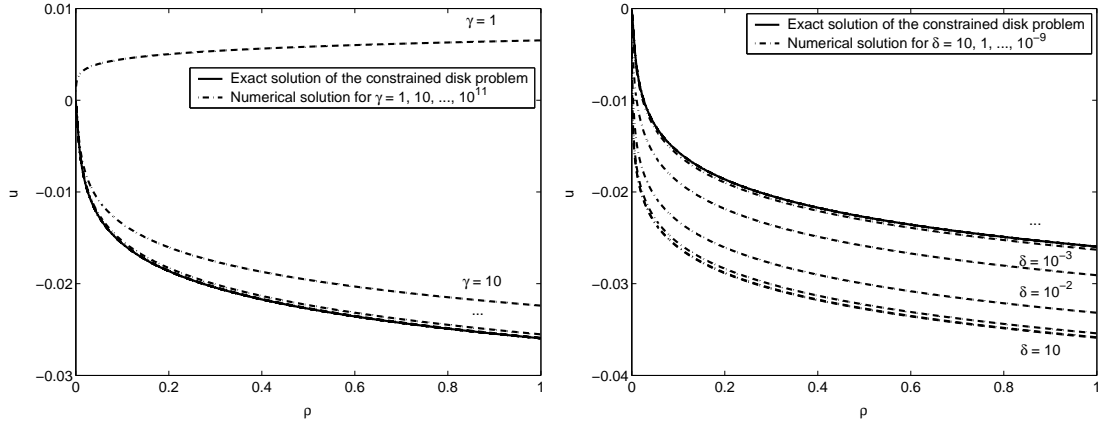 0.01
γ = 1
Exact solution of the constrained disk problem
Numerical solution for γ = 1, 10, ..., 10^11
0
−0.01
u
−0.02
γ = 10
...
−0.03
0 0.2 0.4 0.6 0.8 1
ρ
0
Exact solution of the constrained disk problem
Numerical solution for δ = 10, 1, ..., 10^−9
−0.01
u
−0.02
...
δ = 10^−3
δ = 10^−2
−0.03
δ = 10
−0.04
0 0.2 0.4 0.6 0.8 1
ρ